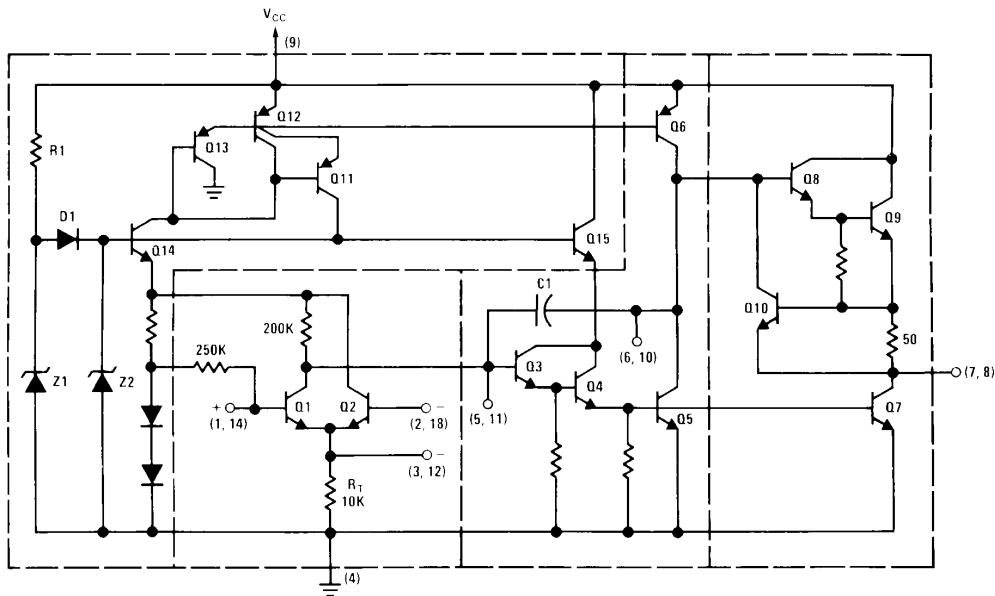 VCC
(9)
Q12
Q6
Q13
R1
Q11
Q8
Q9
D1
Q14
Q15
C1
200K
Q10
50
(6, 10)
250K
Q3
Z1
Z2
Q4
(7, 8)
+
Q1
Q2
−
(1, 14)
(2, 18)
(5, 11)
Q5
Q7
−
(3, 12)
RT
10K
(4)